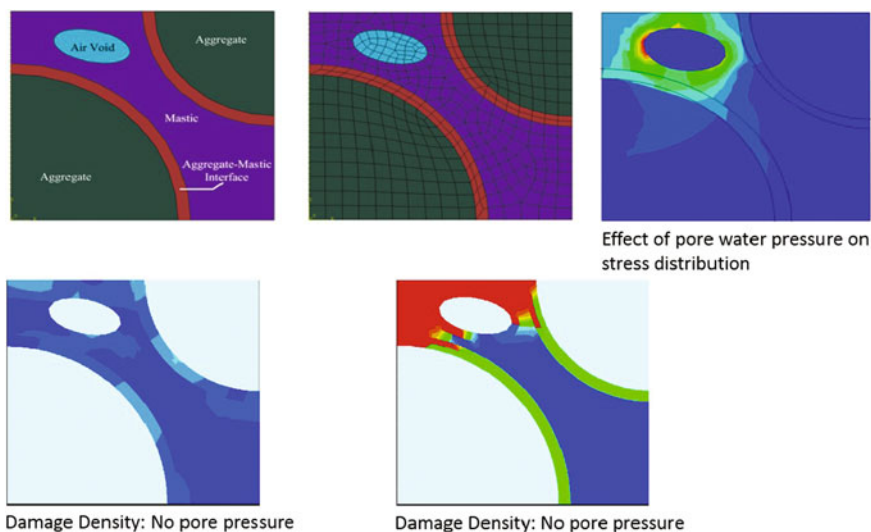 Air Void
Aggregate
Mastic
Aggregate-Mastic
Interface
Aggregate
Effect of pore water pressure on
stress distribution
Damage Density: No pore pressure
Damage Density: No pore pressure